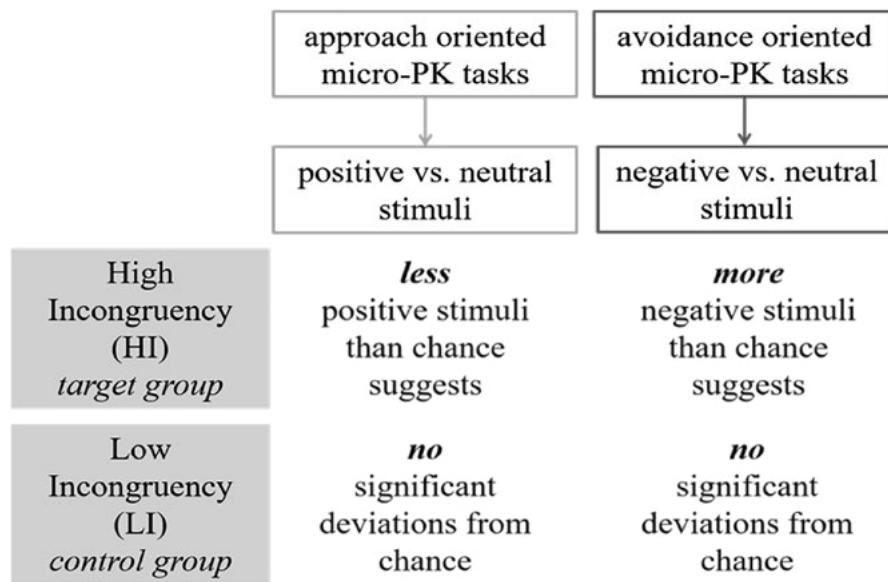 approach oriented
micro-PK tasks
avoidance oriented
micro-PK tasks
positive vs. neutral
stimuli
negative vs. neutral
stimuli
High
Incongruency
(HI)
target group
less
positive stimuli
than chance
suggests
more
negative stimuli
than chance
suggests
Low
Incongruency
(LI)
control group
no
significant
deviations from
chance
no
significant
deviations from
chance